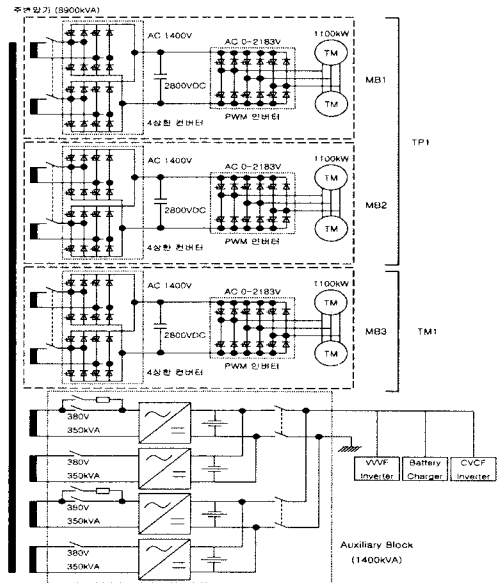 주변압기 (8900kVA)
AC 1400V
AC 0-2183V
1100kW
TM
2800VDC
4상한 컨버터
PWM 인버터
TM
MB1
TP1
AC 1400V
AC 0-2183V
1100kW
TM
2800VDC
4상한 컨버터
PWM 인버터
TM
MB2
AC 1400V
AC 0-2183V
1100kW
TM
2800VDC
4상한 컨버터
PWM 인버터
TM
MB3
TM1
380V
350kVA
380V
350kVA
380V
350kVA
380V
350kVA
VVVF
Inverter
Battery
Charger
CVCF
Inverter
Auxiliary Block
(1400kVA)